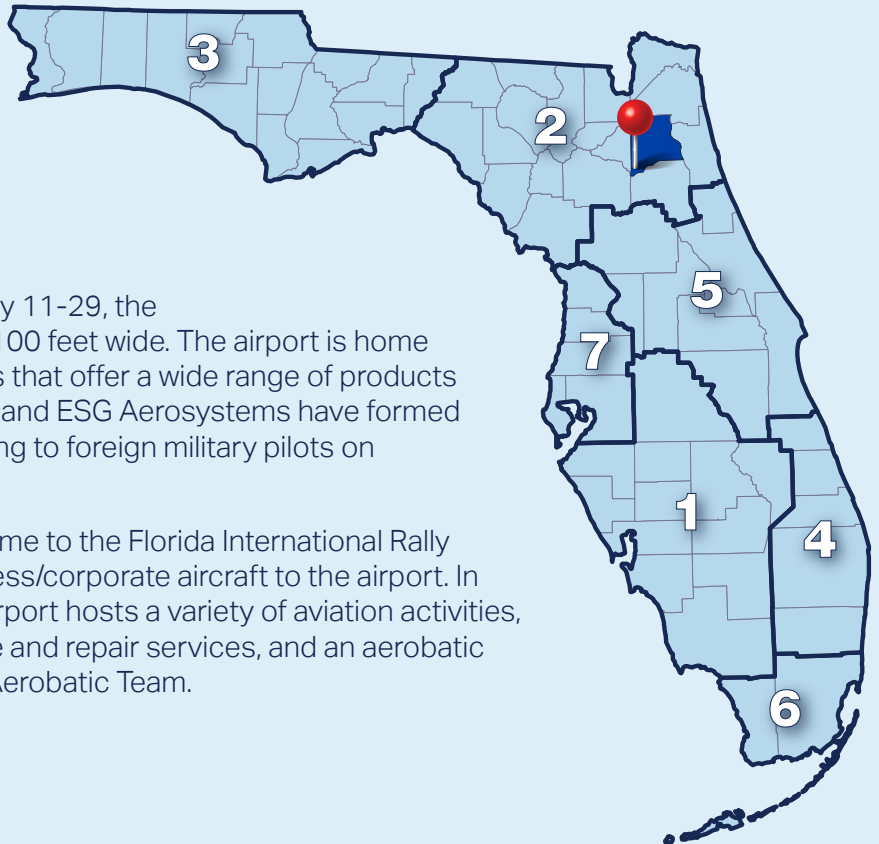 3
2
5
7
1
4
6
y 11-29, the
00 feet wide. The airport is home
s that offer a wide range of products
and ESG Aerosystems have formed
ng to foreign military pilots on
me to the Florida International Rally
ess/corporate aircraft to the airport. In
rport hosts a variety of aviation activities,
e and repair services, and an aerobatic
Aerobatic Team.